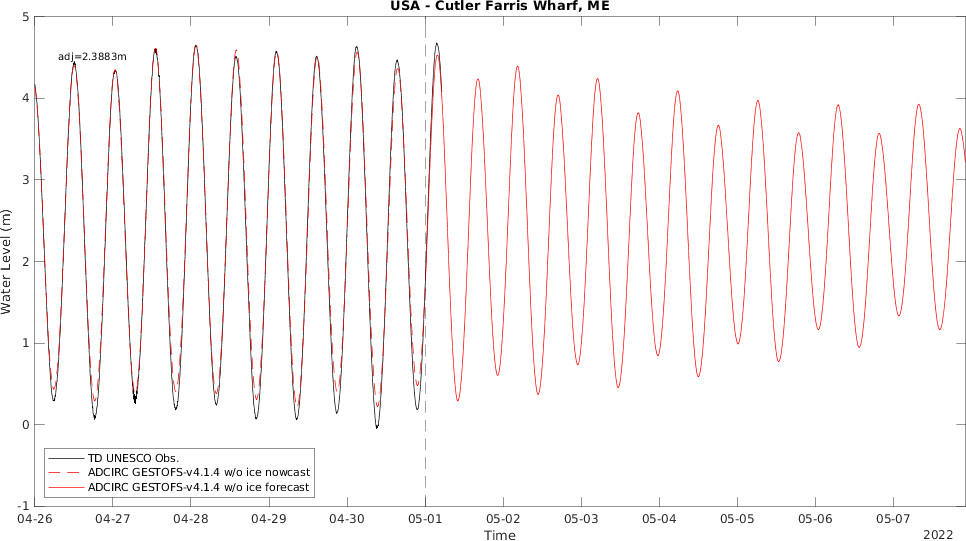 USA - Cutler Farris Wharf, ME
5
adj=2.3883m
4
3
2
1
0
-1
Water Level (m)
TD UNESCO Obs.
ADCIRC GESTOFS-v4.1.4 w/o ice nowcast
ADCIRC GESTOFS-v4.1.4 w/o ice forecast
04-26 04-27 04-28 04-29 04-30 05-01 05-02 05-03 05-04 05-05 05-06 05-07
Time
2022